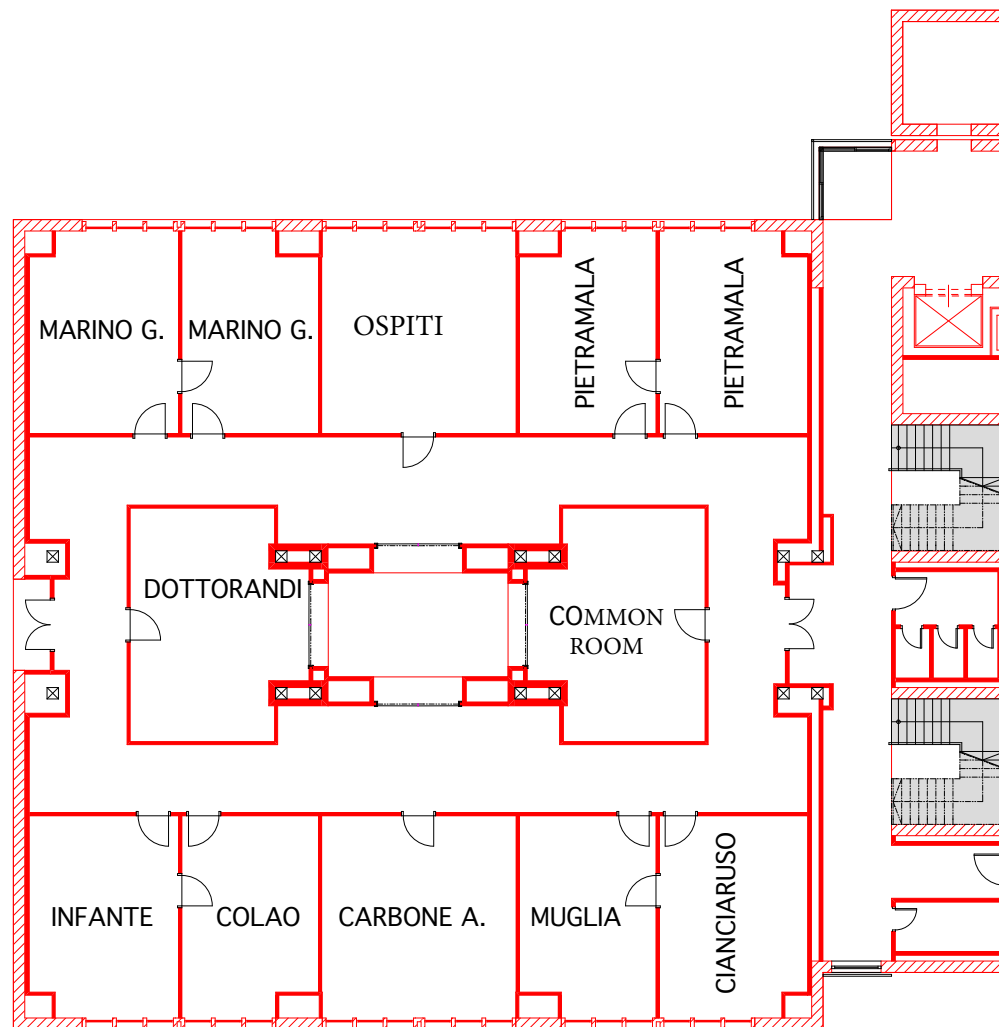 MARINO G.
MARINO G.
OSPITI
PIETRAMALA
PIETRAMALA
DOTTORANDI
COMMON
ROOM
INFANTE
COLAO
CARBONE A.
MUGLIA
CIANCIARUSO